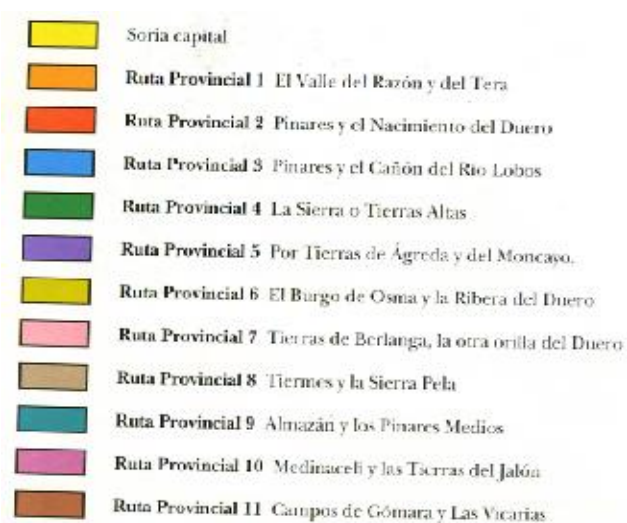 Soria capital
Ruta Provincial 1 El Valle del Razón y del Tera
Ruta Provincial 2 Pinares y el Nacimiento del Duero
Ruta Provincial 3 Pinares y el Cañón del Río Lobos
Ruta Provincial 4 La Sierra o Tierras Altas
Ruta Provincial 5 Por Tierras de Ágreda y del Moncayo.
Ruta Provincial 6 El Burgo de Osma y la Ribera del Duero
Ruta Provincial 7 Tierras de Berlanga, la otra orilla del Duero
Ruta Provincial 8 Tiermes y la Sierra Pela
Ruta Provincial 9 Almazán y los Pinares Medios
Ruta Provincial 10 Medinaceli y las Tierras del Jalón
Ruta Provincial 11 Campos de Gómara y Las Vicarias